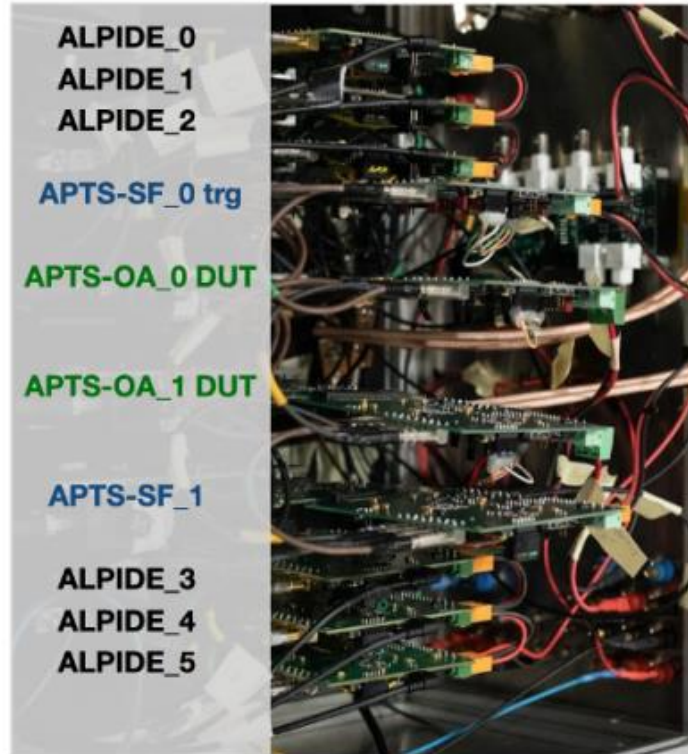 ALPIDE_0
ALPIDE_1
ALPIDE_2
APTS-SF_0 trg
APTS-OA_0 DUT
APTS-OA_1 DUT
APTS-SF_1
ALPIDE_3
ALPIDE_4
ALPIDE_5